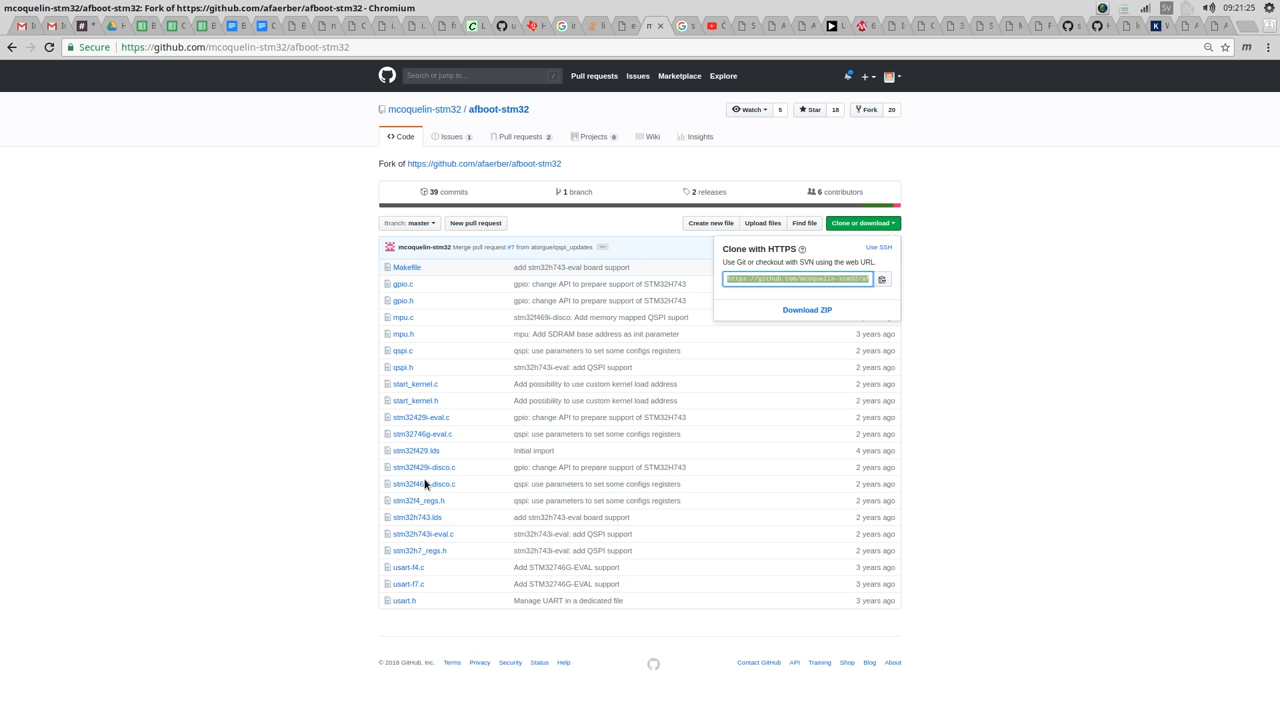 mcoquelin-stm32/afboot-stm32: Fork of https://github.com/afaerber/afboot-stm32 - Chromium
09:21:25
Secure https://github.com/mcoquelin-stm32/afboot-stm32
Search or jump to... / Pull requests Issues Marketplace Explore
mcoquelin-stm32 / afboot-stm32
Watch 5 Star 18 Fork 20
Code Issues 1 Pull requests 2 Projects 0 Wiki Insights
Fork of https://github.com/afaerber/afboot-stm32
39 commits 1 branch 2 releases 6 contributors
Branch: master New pull request Create new file Upload files Find file Clone or download
mcoquelin-stm32 Merge pull request #7 from atorgue/qspi_updates ...
Clone with HTTPS Use SSH
Use Git or checkout with SVN using the web URL.
https://github.com/mcoquelin-stm32/af
Download ZIP
Makefile add stm32h743-eval board support
gpio.c gpio: change API to prepare support of STM32H743
gpio.h gpio: change API to prepare support of STM32H743
mpu.c stm32f469i-disco: Add memory mapped QSPI suport
mpu.h mpu: Add SDRAM base address as init parameter 3 years ago
qspi.c qspi: use parameters to set some configs registers 2 years ago
qspi.h stm32h743i-eval: add QSPI support 2 years ago
start_kernel.c Add possibility to use custom kernel load address 2 years ago
start_kernel.h Add possibility to use custom kernel load address 2 years ago
stm32429i-eval.c gpio: change API to prepare support of STM32H743 2 years ago
stm32746g-eval.c qspi: use parameters to set some configs registers 2 years ago
stm32f429.lds Initial import 4 years ago
stm32f429i-disco.c gpio: change API to prepare support of STM32H743 2 years ago
stm32f469i-disco.c qspi: use parameters to set some configs registers 2 years ago
stm32f4_regs.h qspi: use parameters to set some configs registers 2 years ago
stm32h743.lds add stm32h743-eval board support 2 years ago
stm32h743i-eval.c stm32h743i-eval: add QSPI support 2 years ago
stm32h7_regs.h stm32h743i-eval: add QSPI support 2 years ago
usart-f4.c Add STM32746G-EVAL support 3 years ago
usart-f7.c Add STM32746G-EVAL support 3 years ago
usart.h Manage UART in a dedicated file 3 years ago
© 2018 GitHub, Inc. Terms Privacy Security Status Help Contact GitHub API Training Shop Blog About